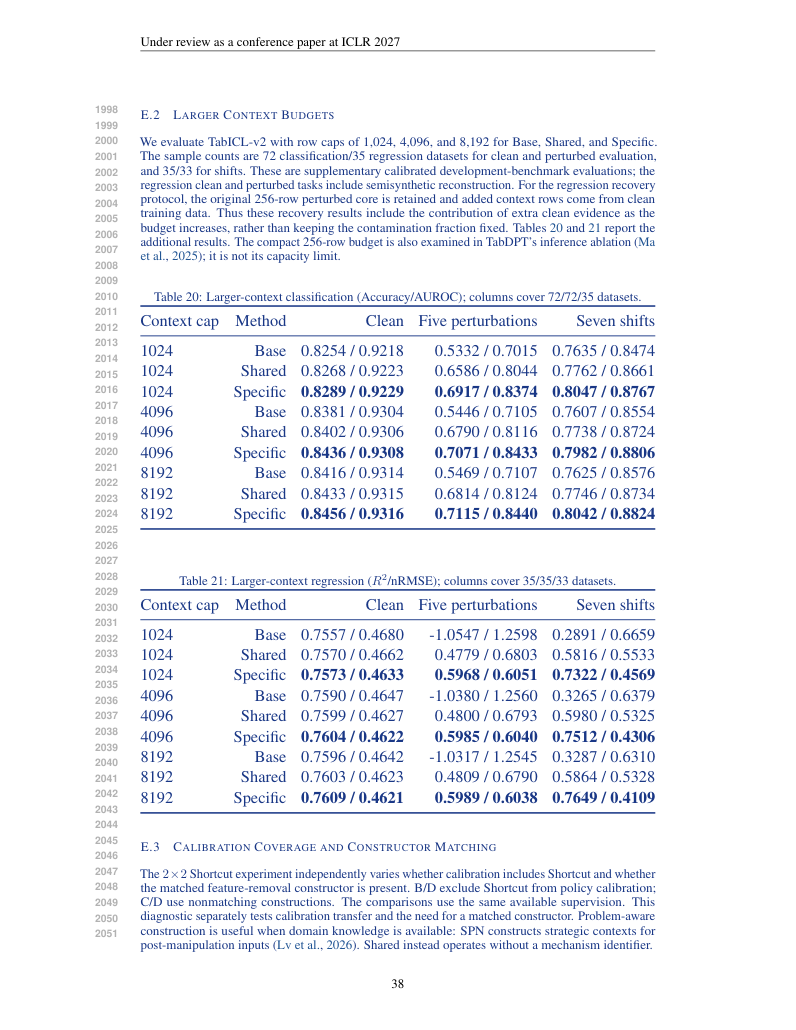 Under review as a conference paper at ICLR 2027
1998
1999
2000
2001
2002
2003
2004
2005
2006
2007
2008
2009
2010
2011
2012
2013
2014
2015
2016
2017
2018
2019
2020
2021
2022
2023
2024
2025
2026
2027
2028
2029
2030
2031
2032
2033
2034
2035
2036
2037
2038
2039
2040
2041
2042
2043
2044
2045
2046
2047
2048
2049
2050
2051
E.2 LARGER CONTEXT BUDGETS
We evaluate TabICL-v2 with row caps of 1,024, 4,096, and 8,192 for Base, Shared, and Specific.
The sample counts are 72 classification/35 regression datasets for clean and perturbed evaluation,
and 35/33 for shifts. These are supplementary calibrated development-benchmark evaluations; the
regression clean and perturbed tasks include semisynthetic reconstruction. For the regression recovery
protocol, the original 256-row perturbed core is retained and added context rows come from clean
training data. Thus these recovery results include the contribution of extra clean evidence as the
budget increases, rather than keeping the contamination fraction fixed. Tables 20 and 21 report the
additional results. The compact 256-row budget is also examined in TabDPT's inference ablation (Ma
et al., 2025); it is not its capacity limit.
Table 20: Larger-context classification (Accuracy/AUROC); columns cover 72/72/35 datasets.
Context cap Method Clean Five perturbations Seven shifts
1024 Base 0.8254 / 0.9218 0.5332 / 0.7015 0.7635 / 0.8474
1024 Shared 0.8268 / 0.9223 0.6586 / 0.8044 0.7762 / 0.8661
1024 Specific 0.8289 / 0.9229 0.6917 / 0.8374 0.8047 / 0.8767
4096 Base 0.8381 / 0.9304 0.5446 / 0.7105 0.7607 / 0.8554
4096 Shared 0.8402 / 0.9306 0.6790 / 0.8116 0.7738 / 0.8724
4096 Specific 0.8436 / 0.9308 0.7071 / 0.8433 0.7982 / 0.8806
8192 Base 0.8416 / 0.9314 0.5469 / 0.7107 0.7625 / 0.8576
8192 Shared 0.8433 / 0.9315 0.6814 / 0.8124 0.7746 / 0.8734
8192 Specific 0.8456 / 0.9316 0.7115 / 0.8440 0.8042 / 0.8824
Table 21: Larger-context regression (R²/nRMSE); columns cover 35/35/33 datasets.
Context cap Method Clean Five perturbations Seven shifts
1024 Base 0.7557 / 0.4680 -1.0547 / 1.2598 0.2891 / 0.6659
1024 Shared 0.7570 / 0.4662 0.4779 / 0.6803 0.5816 / 0.5533
1024 Specific 0.7573 / 0.4633 0.5968 / 0.6051 0.7322 / 0.4569
4096 Base 0.7590 / 0.4647 -1.0380 / 1.2560 0.3265 / 0.6379
4096 Shared 0.7599 / 0.4627 0.4800 / 0.6793 0.5980 / 0.5325
4096 Specific 0.7604 / 0.4622 0.5985 / 0.6040 0.7512 / 0.4306
8192 Base 0.7596 / 0.4642 -1.0317 / 1.2545 0.3287 / 0.6310
8192 Shared 0.7603 / 0.4623 0.4809 / 0.6790 0.5864 / 0.5328
8192 Specific 0.7609 / 0.4621 0.5989 / 0.6038 0.7649 / 0.4109
E.3 CALIBRATION COVERAGE AND CONSTRUCTOR MATCHING
The 2×2 Shortcut experiment independently varies whether calibration includes Shortcut and whether
the matched feature-removal constructor is present. B/D exclude Shortcut from policy calibration;
C/D use nonmatching constructions. The comparisons use the same available supervision. This
diagnostic separately tests calibration transfer and the need for a matched constructor. Problem-aware
construction is useful when domain knowledge is available: SPN constructs strategic contexts for
post-manipulation inputs (Lv et al., 2026). Shared instead operates without a mechanism identifier.
38